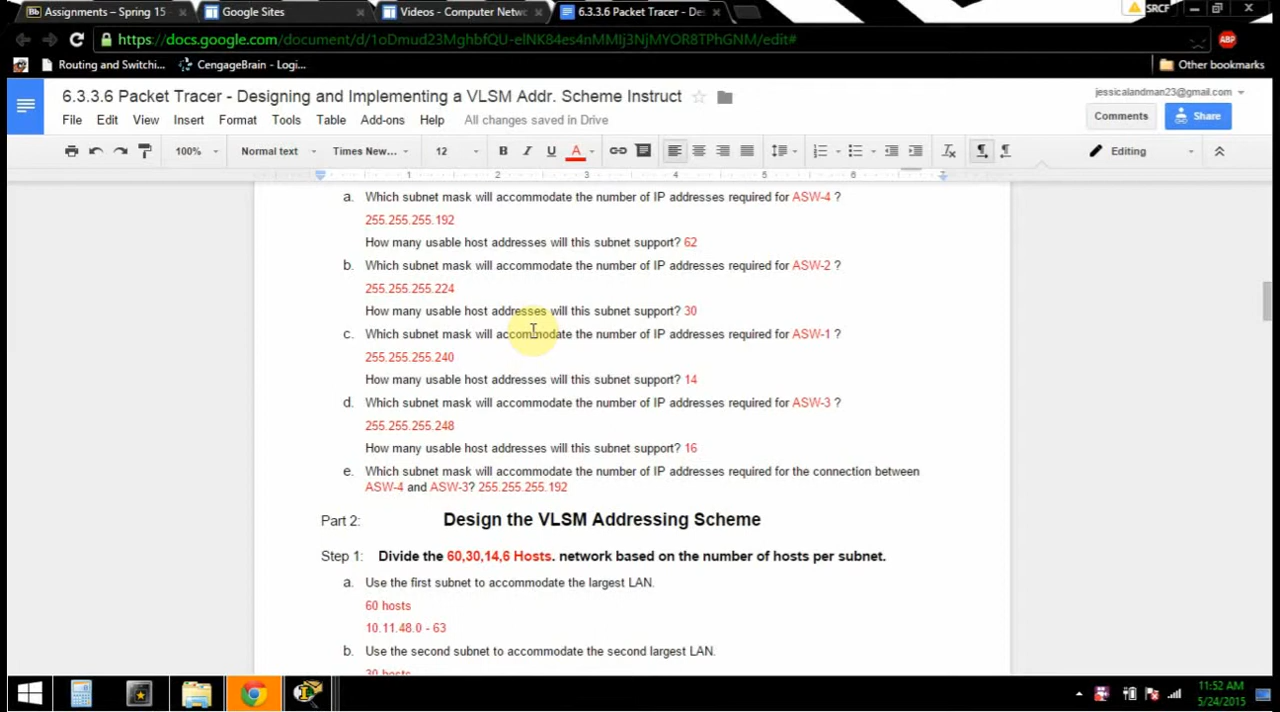 Assignments – Spring 15
Google Sites
Videos - Computer Netw
6.3.3.6 Packet Tracer - De
SRCF
https://docs.google.com/document/d/1oDmud23MghbfQU-elNK84es4nMMIj3NjMYOR8TPhGNM/edit#
ABP
Routing and Switchi...
CengageBrain - Logi...
Other bookmarks
6.3.3.6 Packet Tracer - Designing and Implementing a VLSM Addr. Scheme Instruct
jessicalandman23@gmail.com
File Edit View Insert Format Tools Table Add-ons Help All changes saved in Drive
Comments
Share
100% Normal text Times New... 12 B I U A Editing
1 2 3 4 5 6
a. Which subnet mask will accommodate the number of IP addresses required for ASW-4 ?
255.255.255.192
How many usable host addresses will this subnet support? 62
b. Which subnet mask will accommodate the number of IP addresses required for ASW-2 ?
255.255.255.224
How many usable host addresses will this subnet support? 30
c. Which subnet mask will accommodate the number of IP addresses required for ASW-1 ?
255.255.255.240
How many usable host addresses will this subnet support? 14
d. Which subnet mask will accommodate the number of IP addresses required for ASW-3 ?
255.255.255.248
How many usable host addresses will this subnet support? 16
e. Which subnet mask will accommodate the number of IP addresses required for the connection between
ASW-4 and ASW-3? 255.255.255.192
Part 2: Design the VLSM Addressing Scheme
Step 1: Divide the 60,30,14,6 Hosts. network based on the number of hosts per subnet.
a. Use the first subnet to accommodate the largest LAN.
60 hosts
10.11.48.0 - 63
b. Use the second subnet to accommodate the second largest LAN.
30 hosts
11:52 AM
5/24/2015